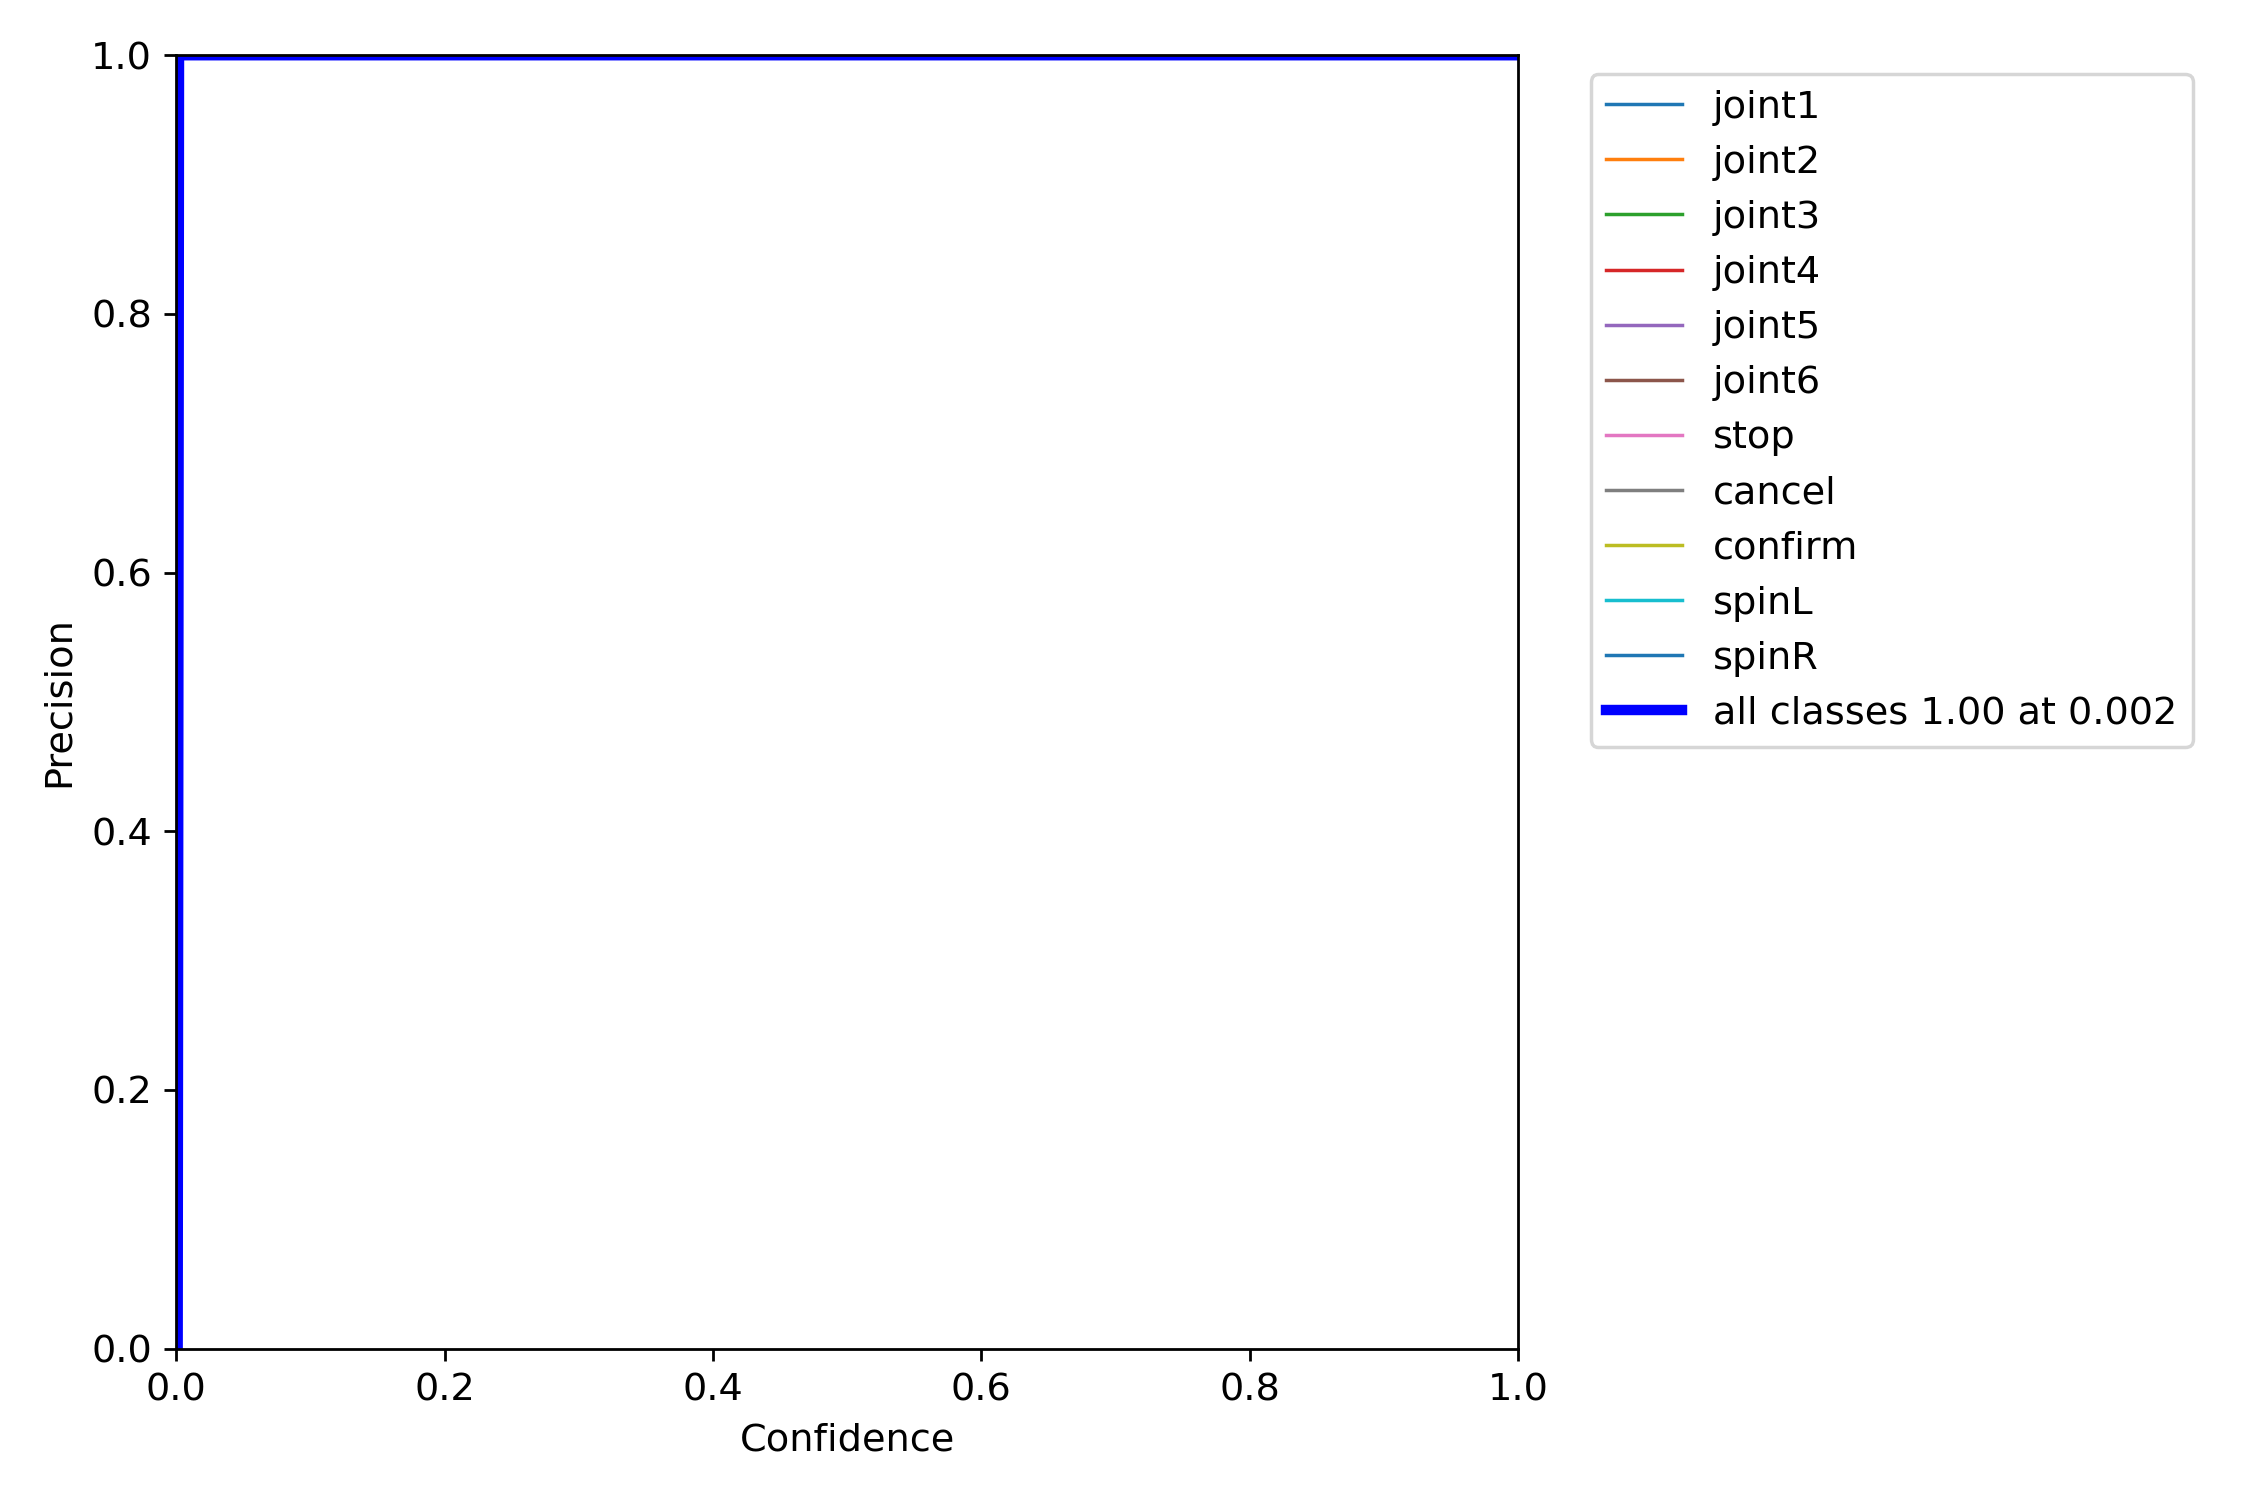 1.0
0.8
0.6
0.4
0.2
0.0
Precision
0.0 0.2 0.4 0.6 0.8 1.0
Confidence
joint1
joint2
joint3
joint4
joint5
joint6
stop
cancel
confirm
spinL
spinR
all classes 1.00 at 0.002